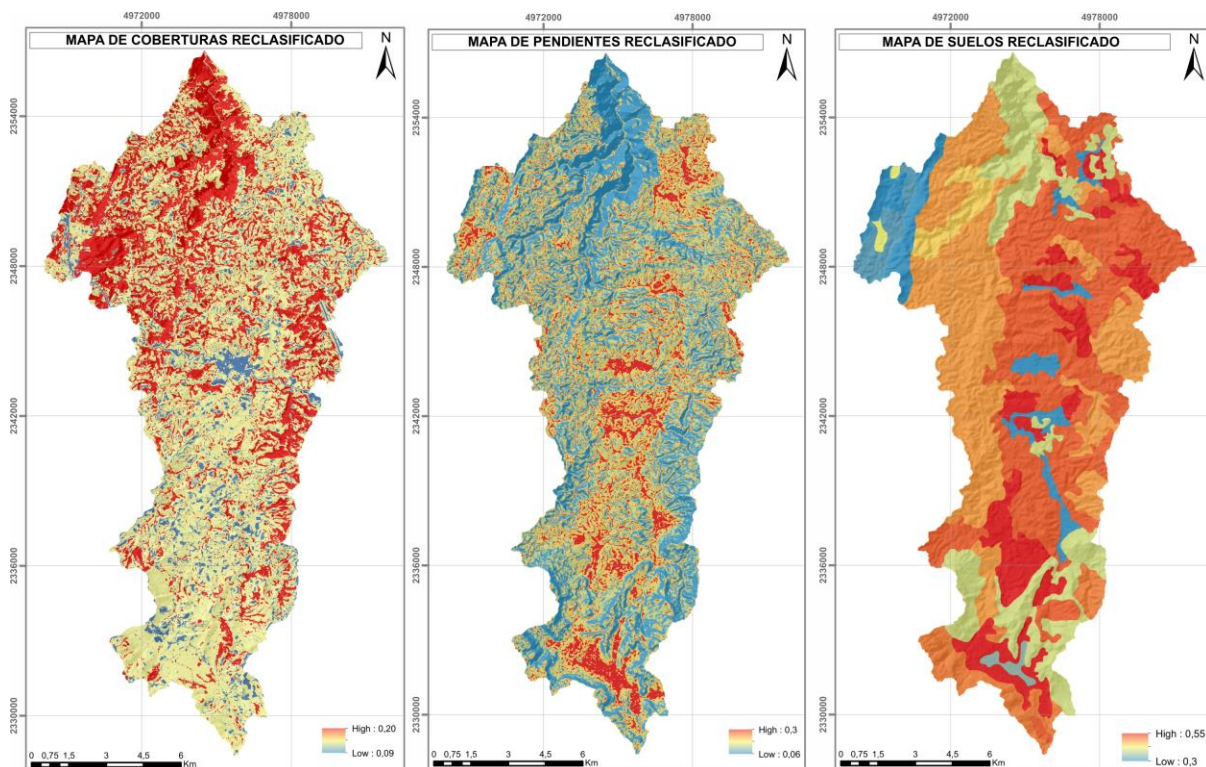 4972000 4978000
MAPA DE COBERTURAS RECLASIFICADO
N
2354000
2348000
2342000
2336000
2330000
High : 0,20
Low : 0,09
0 0,75 1,5 3 4,5 6
Km
4972000 4978000
MAPA DE PENDIENTES RECLASIFICADO
N
2354000
2348000
2342000
2336000
2330000
High : 0,3
Low : 0,06
0 0,75 1,5 3 4,5 6
Km
4972000 4978000
MAPA DE SUELOS RECLASIFICADO
N
2354000
2348000
2342000
2336000
2330000
High : 0,55
Low : 0,3
0 0,75 1,5 3 4,5 6
Km